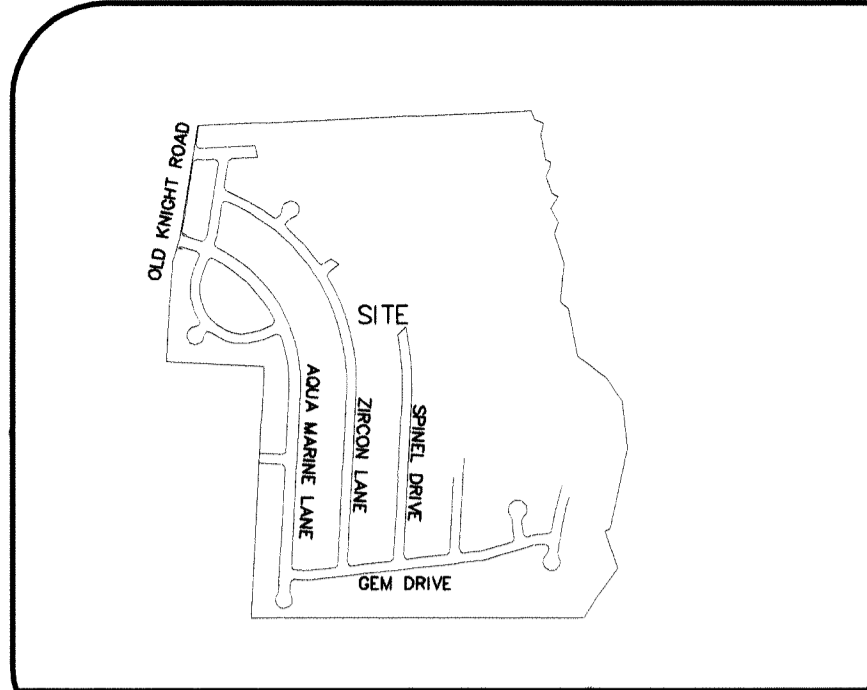 OLD KNIGHT ROAD
SITE
AQUA MARINE LANE
ZIRCON LANE
SPINEL DRIVE
GEM DRIVE